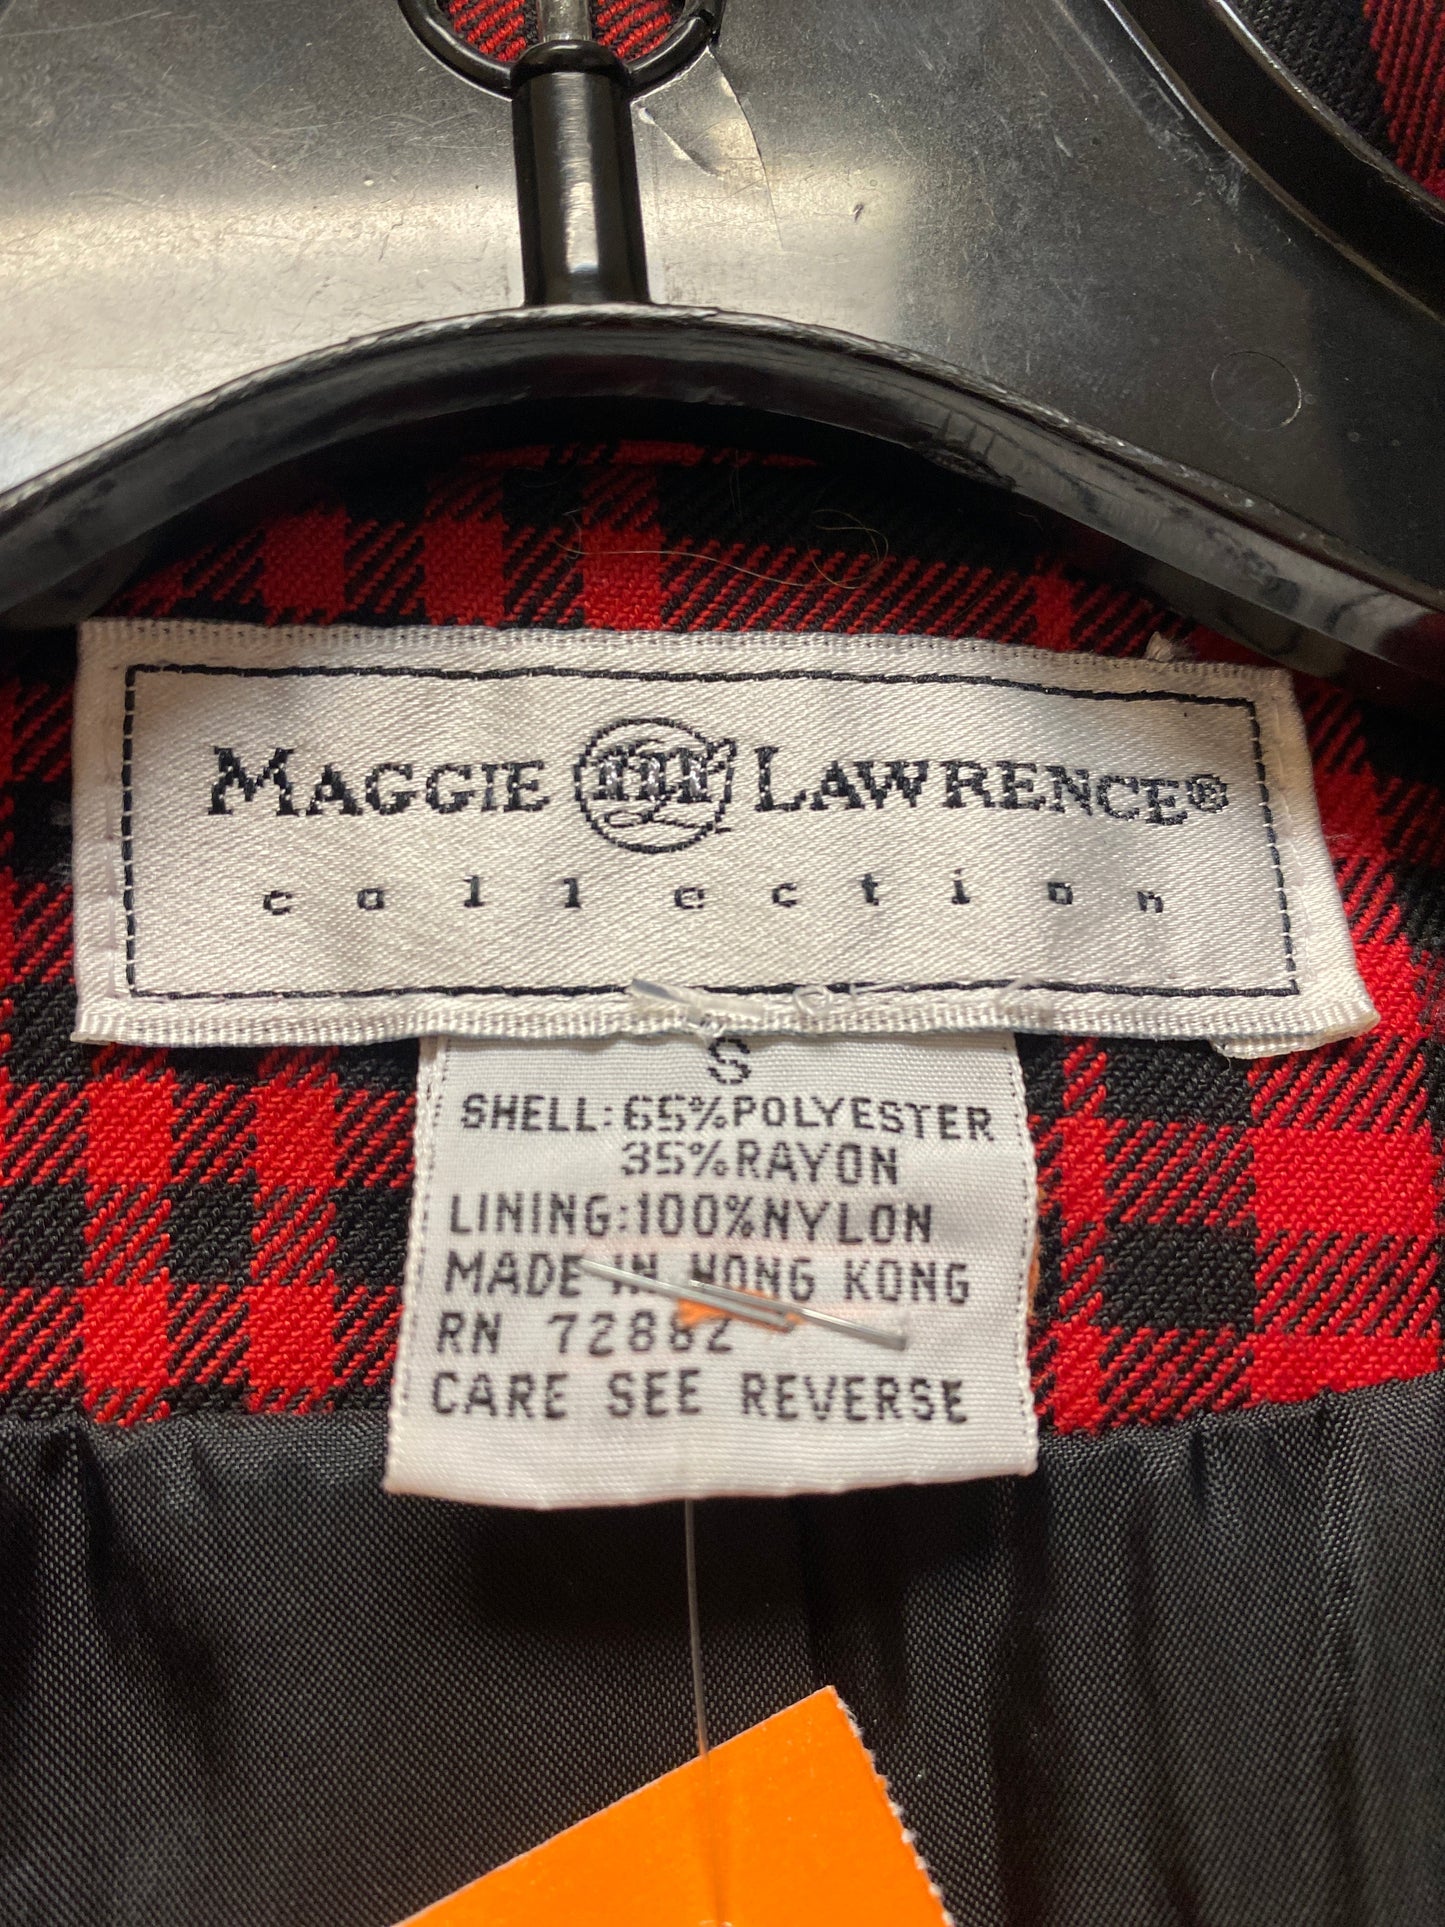 MAGGIE m LAWRENCE®
collection
S
SHELL:65%POLYESTER
35%RAYON
LINING:100%NYLON
MADE IN HONG KONG
RN 72882
CARE SEE REVERSE